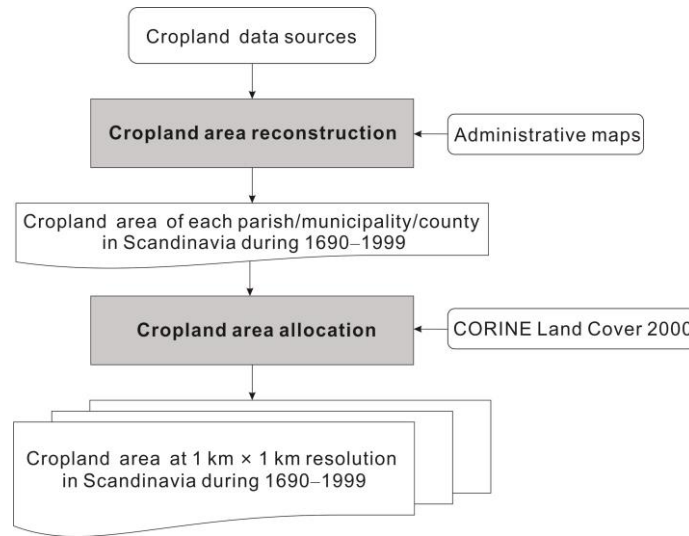 Cropland data sources
Cropland area reconstruction
Administrative maps
Cropland area of each parish/municipality/county
in Scandinavia during 1690–1999
Cropland area allocation
CORINE Land Cover 2000
Cropland area at 1 km × 1 km resolution
in Scandinavia during 1690–1999